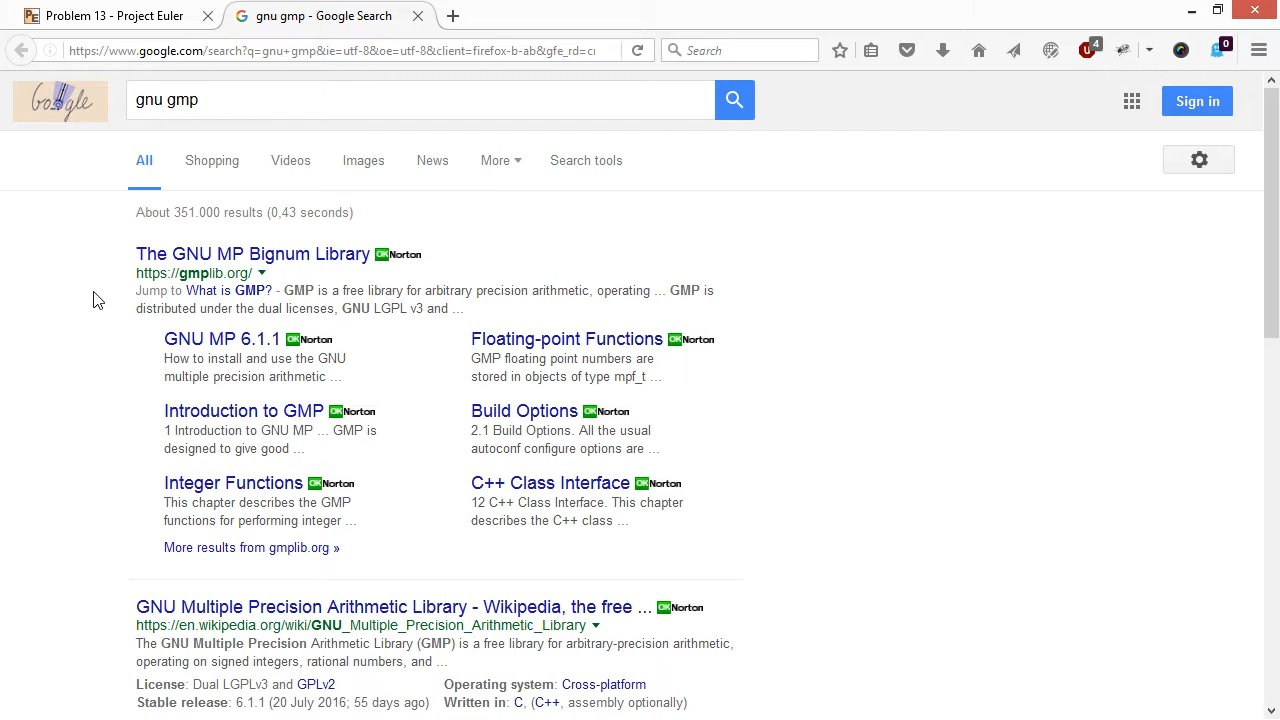 Problem 13 - Project Euler
gnu gmp - Google Search
https://www.google.com/search?q=gnu+gmp&ie=utf-8&oe=utf-8&client=firefox-b-ab&gfe_rd=cr
Search
4
0
Google
gnu gmp
Sign in
All Shopping Videos Images News More Search tools
About 351.000 results (0,43 seconds)
The GNU MP Bignum Library OK Norton
https://gmplib.org/
Jump to What is GMP? - GMP is a free library for arbitrary precision arithmetic, operating ... GMP is
distributed under the dual licenses, GNU LGPL v3 and ...
GNU MP 6.1.1 OK Norton
How to install and use the GNU
multiple precision arithmetic ...
Floating-point Functions OK Norton
GMP floating point numbers are
stored in objects of type mpf_t ...
Introduction to GMP OK Norton
1 Introduction to GNU MP ... GMP is
designed to give good ...
Build Options OK Norton
2.1 Build Options. All the usual
autoconf configure options are ...
Integer Functions OK Norton
This chapter describes the GMP
functions for performing integer ...
C++ Class Interface OK Norton
12 C++ Class Interface. This chapter
describes the C++ class ...
More results from gmplib.org »
GNU Multiple Precision Arithmetic Library - Wikipedia, the free ... OK Norton
https://en.wikipedia.org/wiki/GNU_Multiple_Precision_Arithmetic_Library
The GNU Multiple Precision Arithmetic Library (GMP) is a free library for arbitrary-precision arithmetic,
operating on signed integers, rational numbers, and ...
License: Dual LGPLv3 and GPLv2
Operating system: Cross-platform
Stable release: 6.1.1 (20 July 2016; 55 days ago)
Written in: C, (C++, assembly optionally)